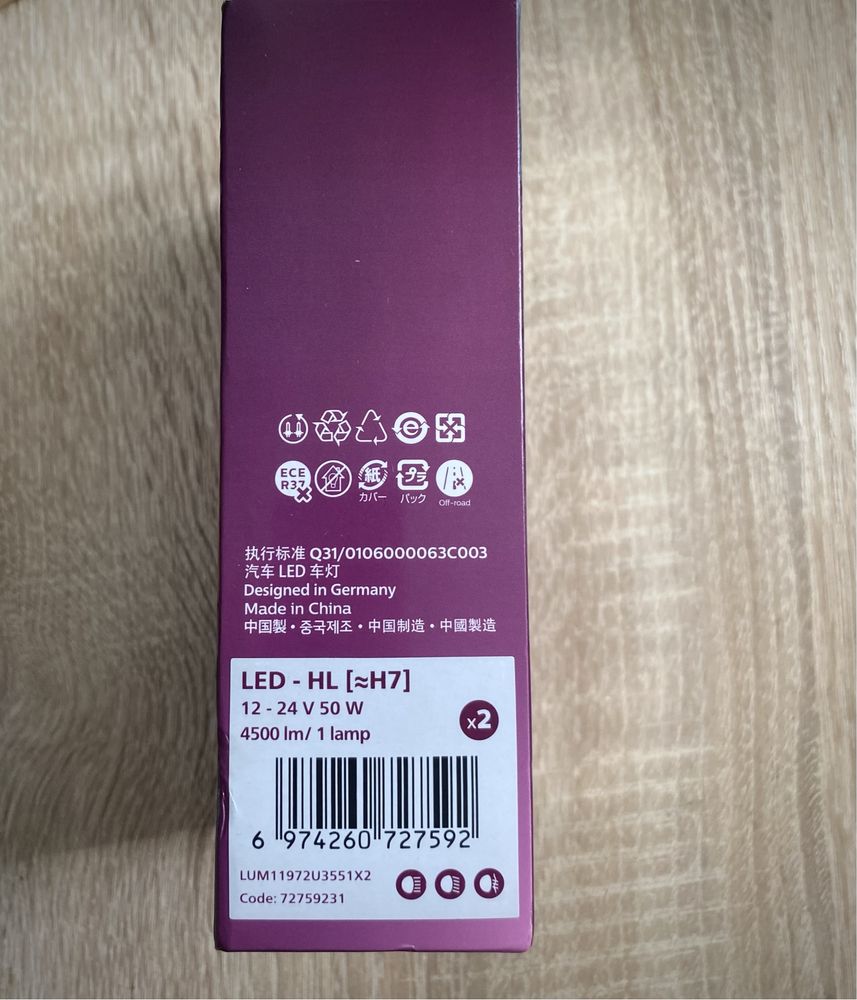 ECE
R37
紙
プラ
カバー
パック
Off-road
执行标准 Q31/0106000063C003
汽车 LED 车灯
Designed in Germany
Made in China
中国製・중국제조・中国制造・中國製造
LED - HL [≈H7]
12 - 24 V 50 W
4500 lm/ 1 lamp
x2
6 974260 727592
LUM11972U3551X2
Code: 72759231